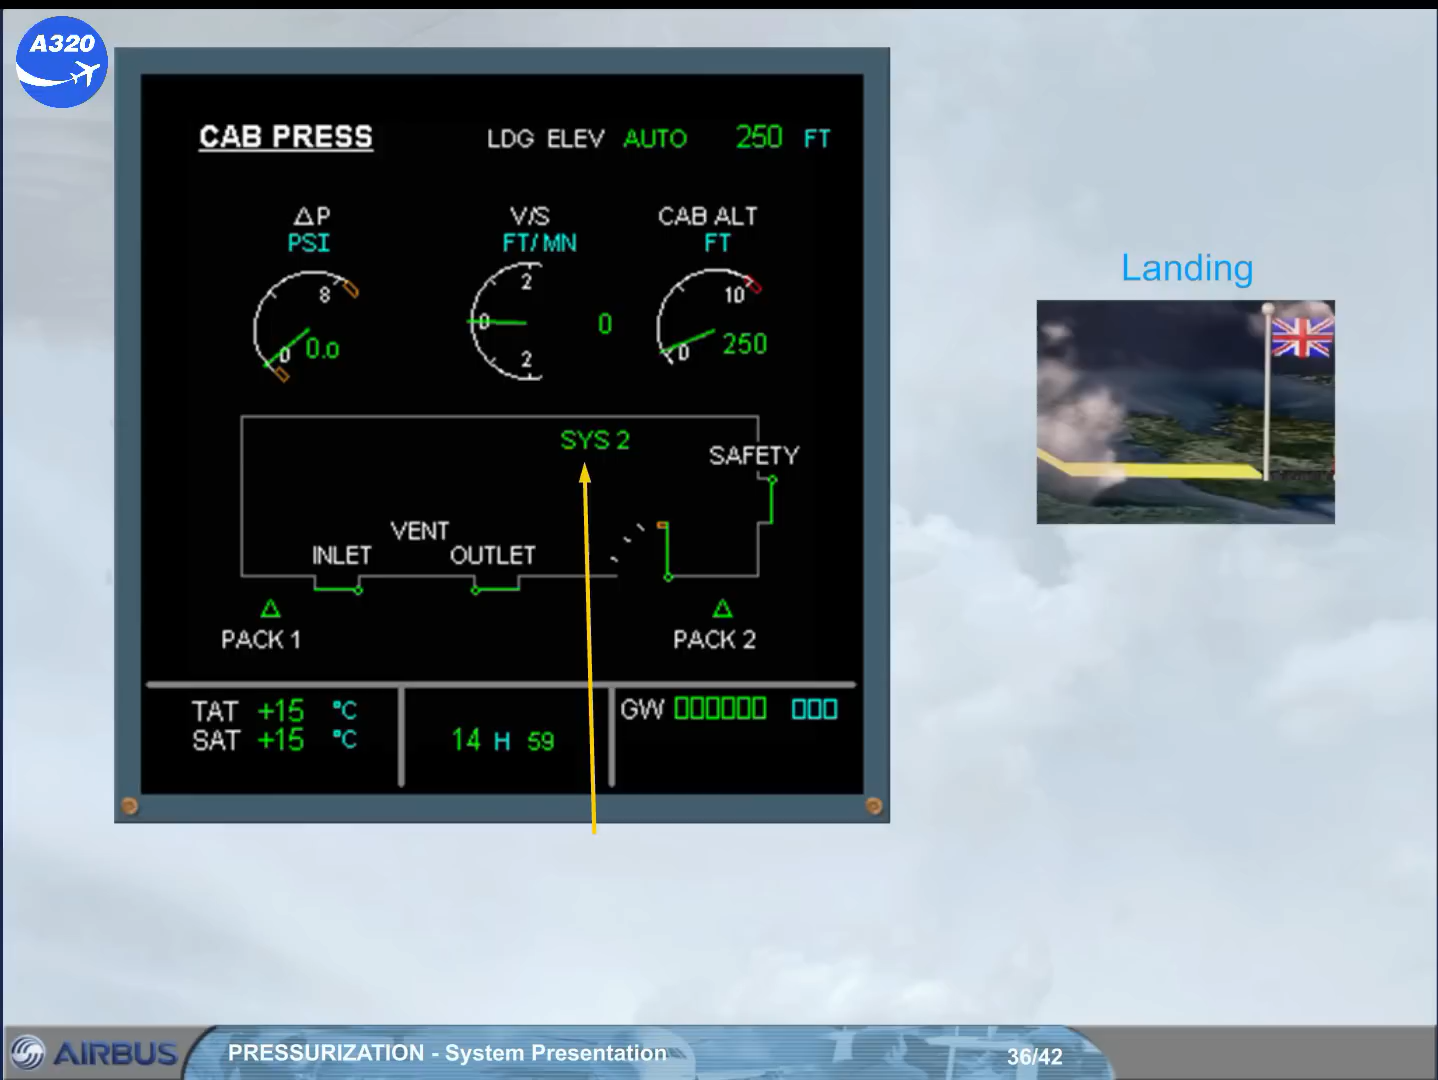 A320
CAB PRESS LDG ELEV AUTO 250 FT
ΔP V/S CAB ALT
PSI FT/MN FT
8 2 10
0 0.0 0 0 0 250
2
SYS 2
SAFETY
VENT
INLET OUTLET
PACK 1 PACK 2
TAT +15 °C GW
SAT +15 °C 14 H 59
Landing
AIRBUS PRESSURIZATION - System Presentation 36/42